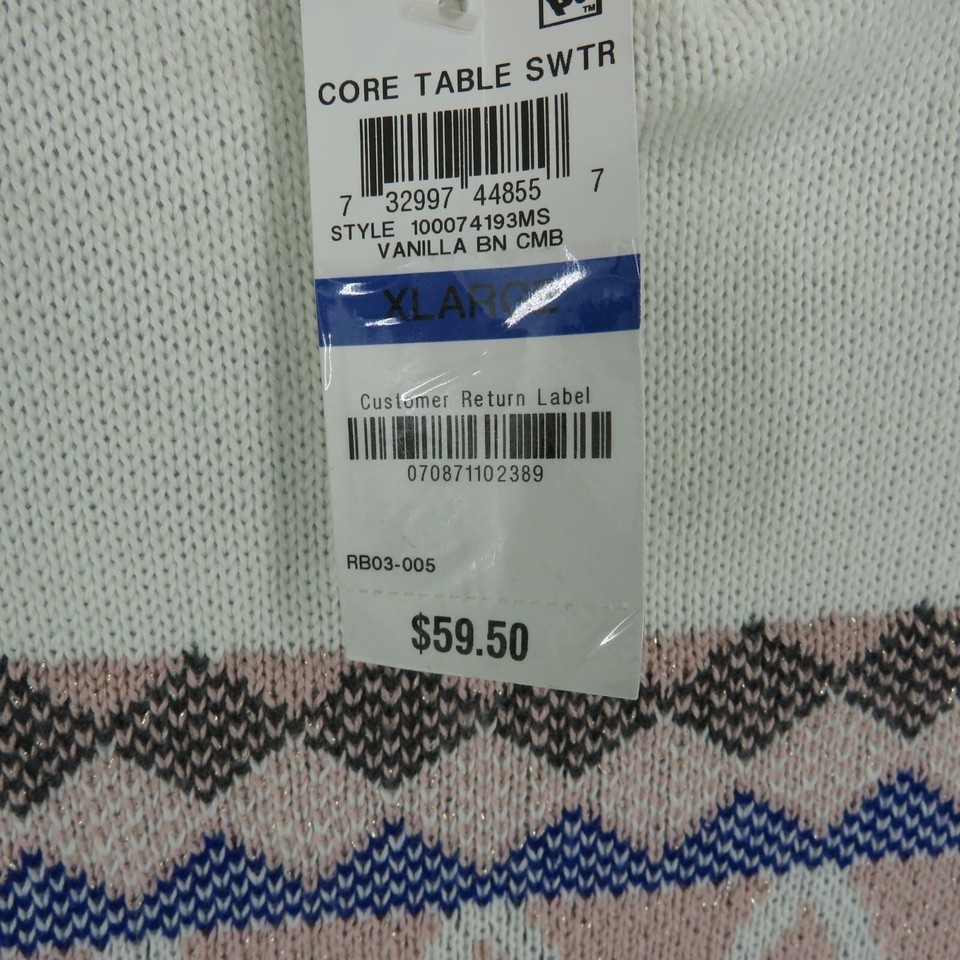 TM
CORE TABLE SWTR
7 32997 44855 7
STYLE 100074193MS
VANILLA BN CMB
XLARGE
Customer Return Label
070871102389
RB03-005
$59.50